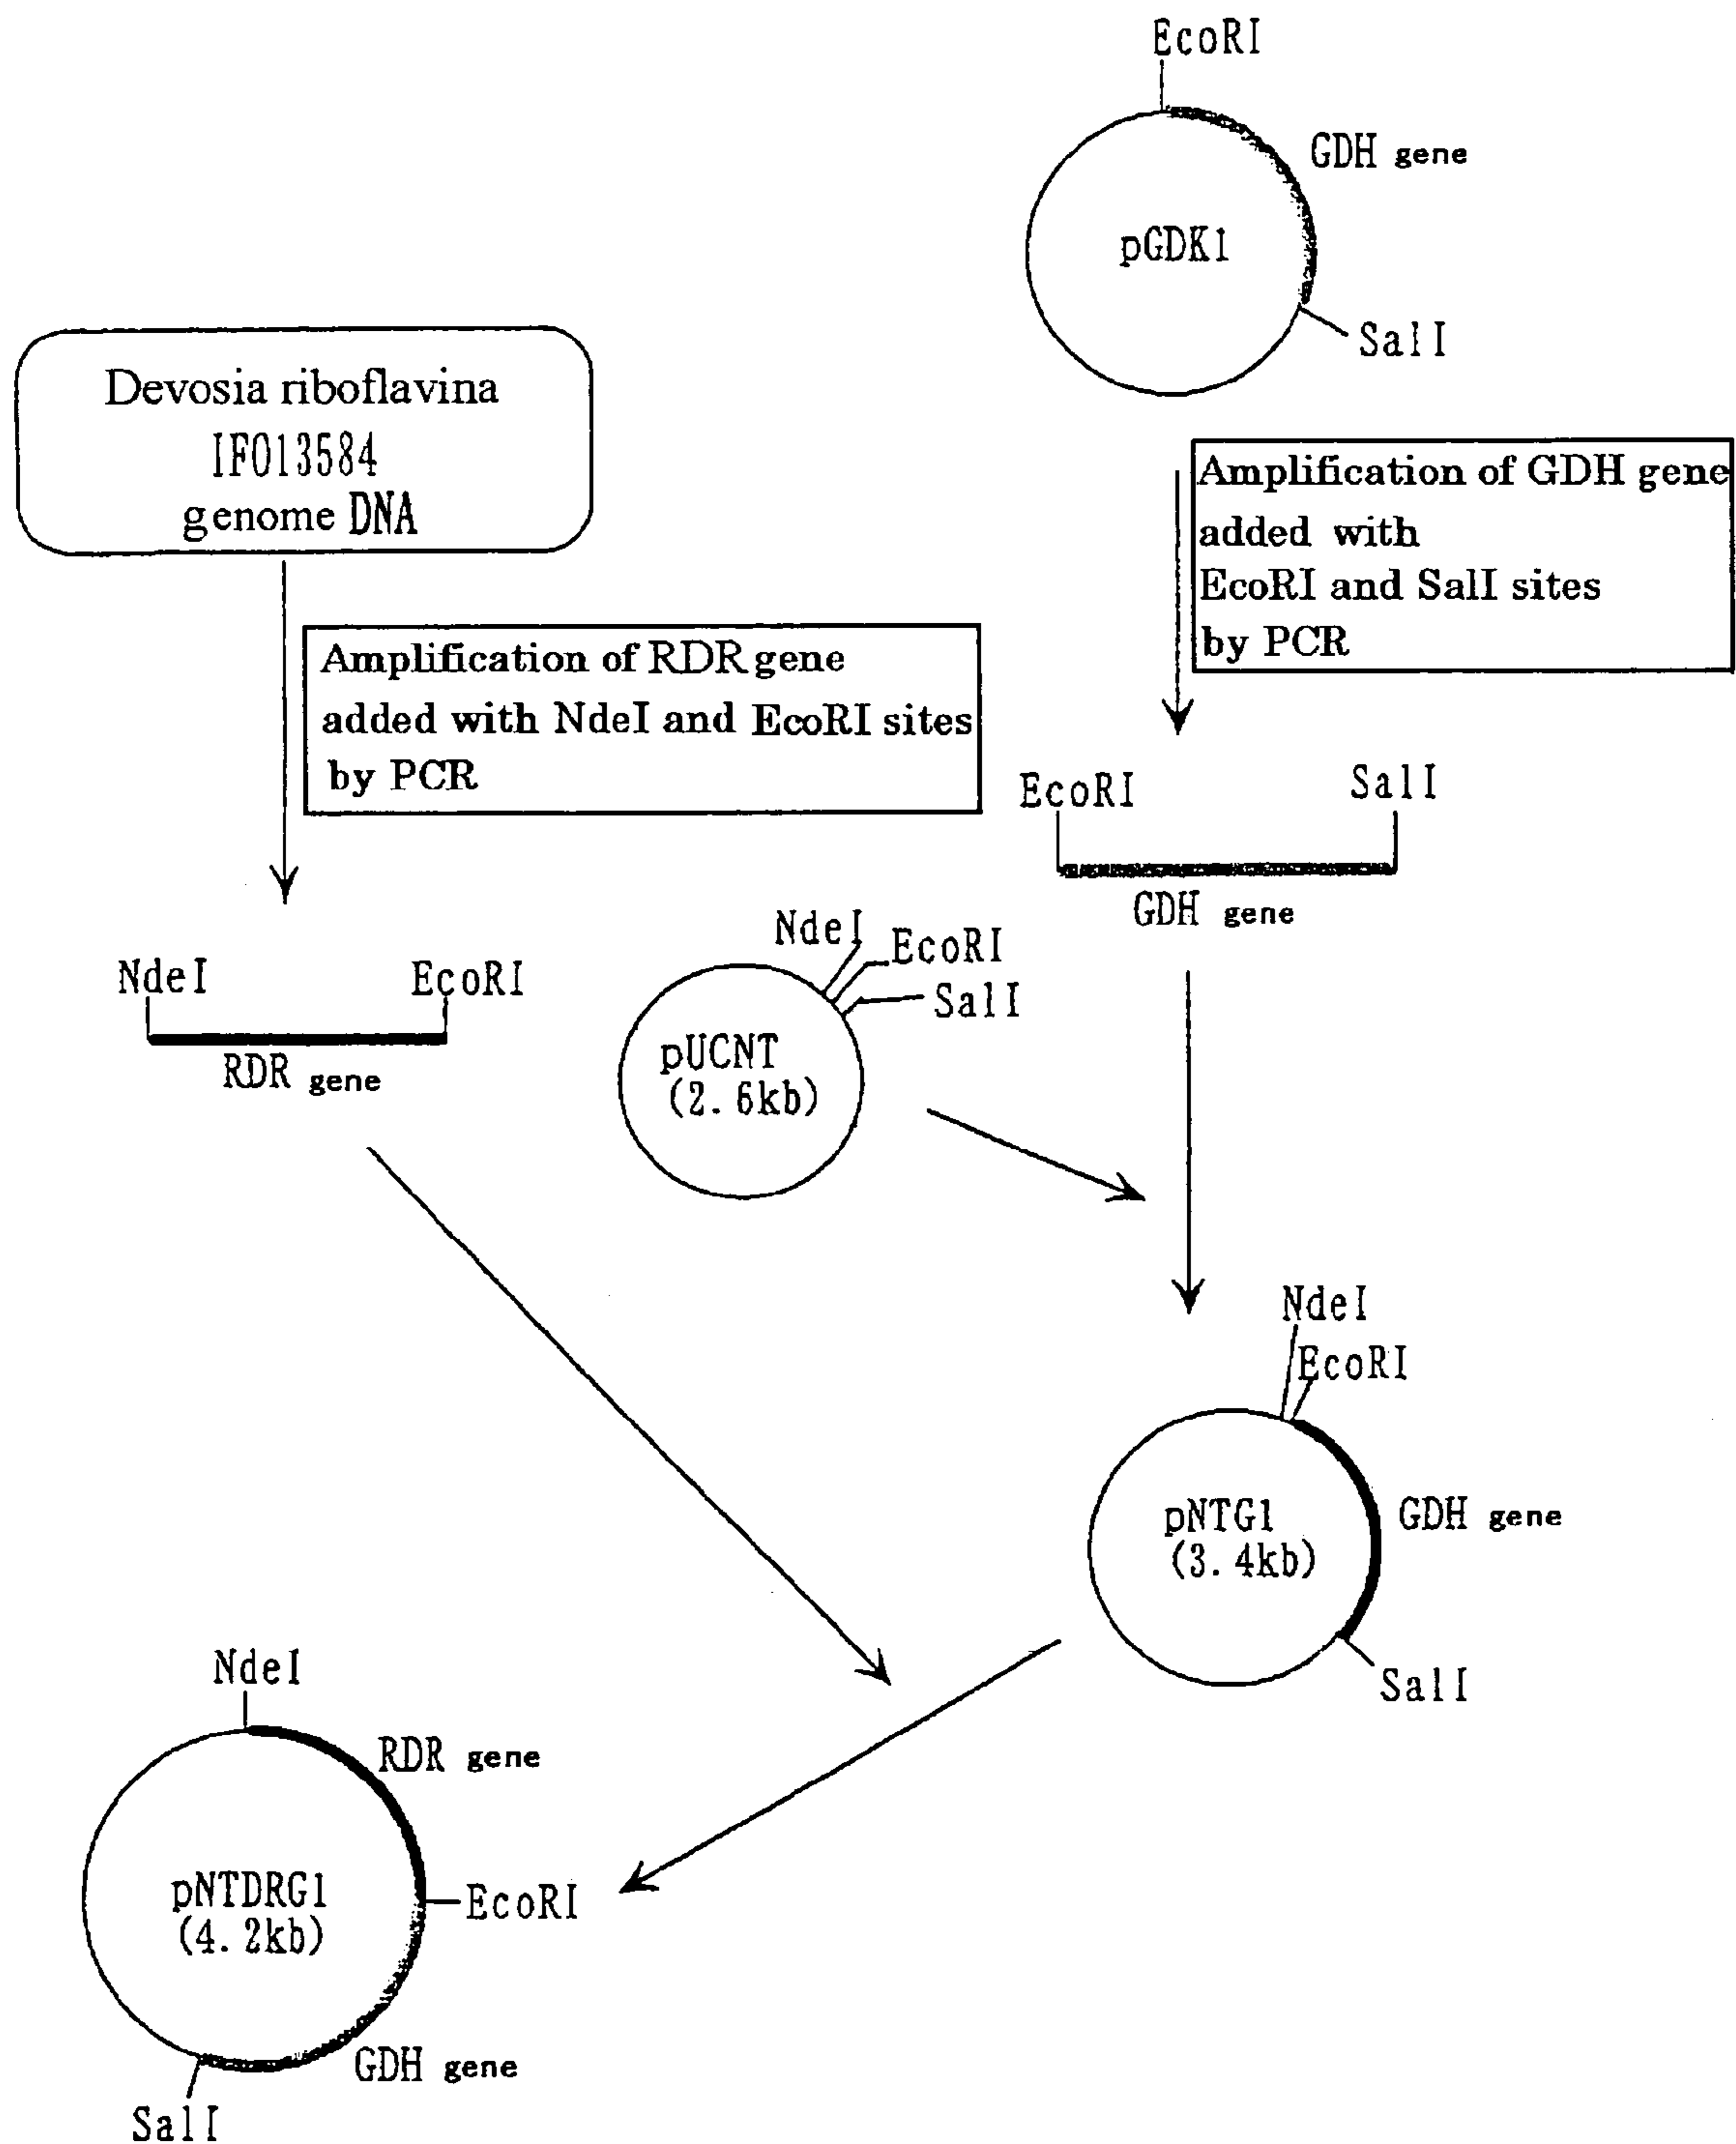 EcoRI
GDH gene
pGDK1
SalI
Devosia riboflavina
IFO13584
genome DNA
Amplification of GDH gene
added with
EcoRI and SalI sites
by PCR
Amplification of RDR gene
added with NdeI and EcoRI sites
by PCR
EcoRI
SalI
GDH gene
NdeI
EcoRI
RDR gene
NdeI
EcoRI
SalI
pUCNT
(2.6kb)
NdeI
EcoRI
pNTG1
(3.4kb)
GDH gene
SalI
NdeI
RDR gene
pNTDRG1
(4.2kb)
EcoRI
GDH gene
SalI